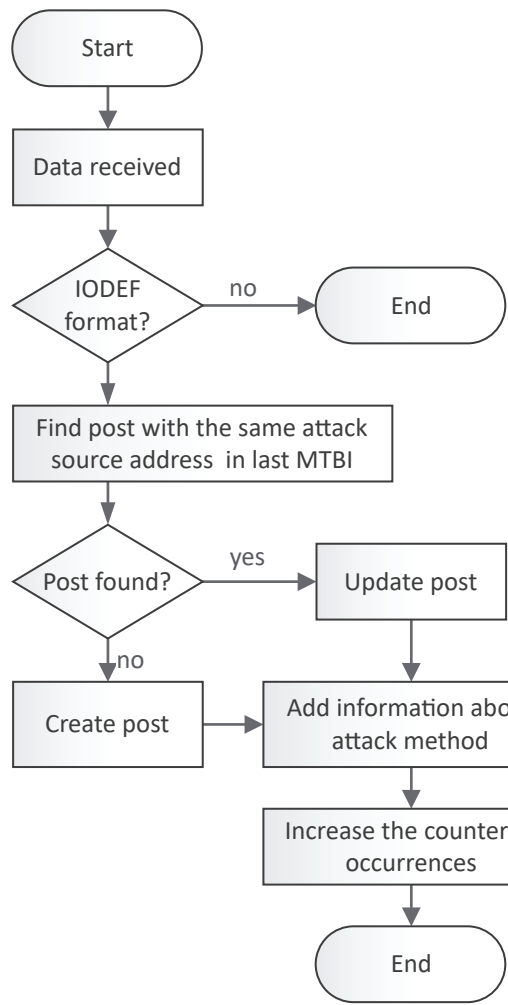 Start
Data received
IODEF
format?
no
End
Find post with the same attack
source address in last MTBI
Post found?
yes
Update post
no
Create post
Add information
attack method
Increase the counter
occurrences
End